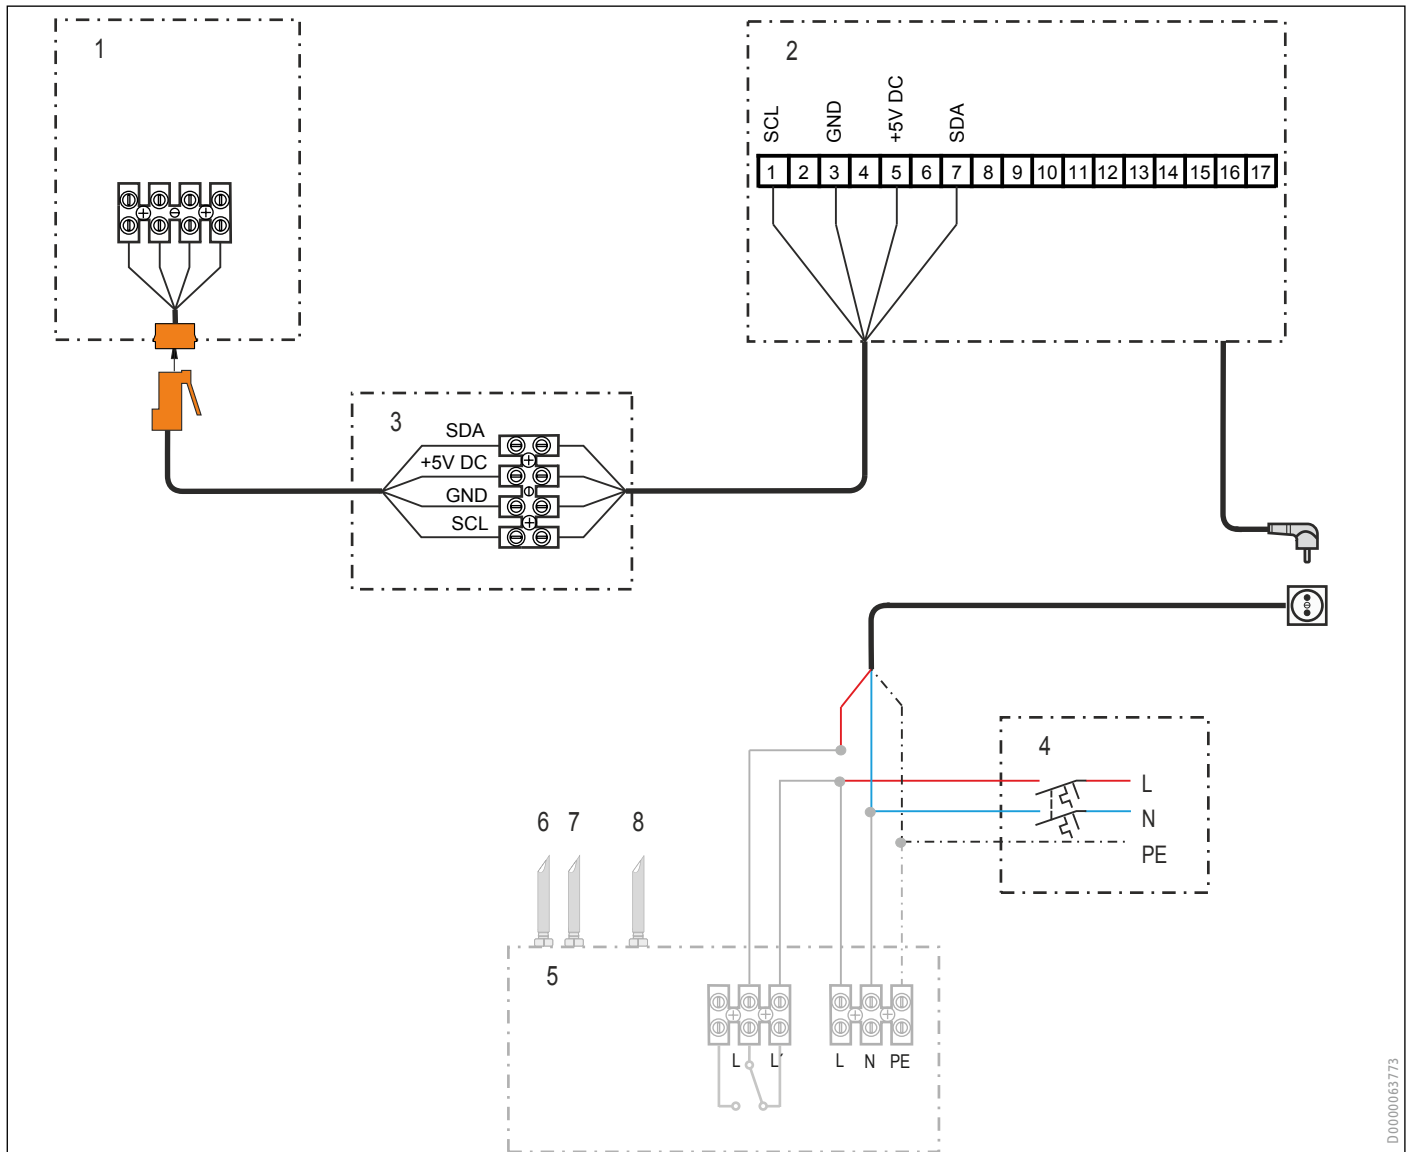 1
2
SCL GND +5V DC SDA
1 2 3 4 5 6 7 8 9 10 11 12 13 14 15 16 17
3
SDA
+5V DC
GND
SCL
4
L
N
PE
6 7 8
5
L L´ L N PE
D0000063773